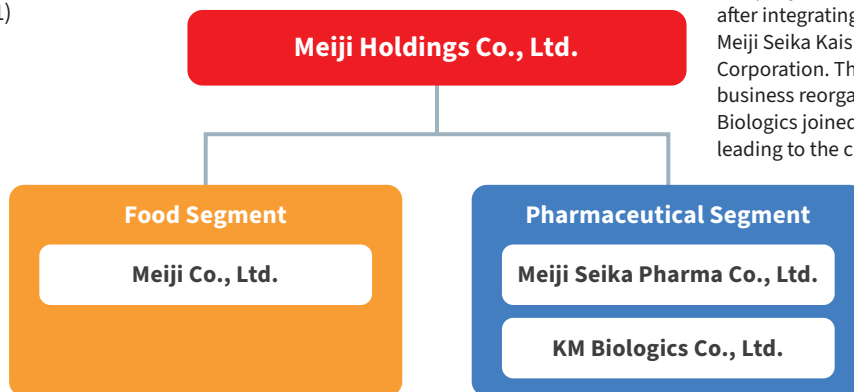 1)
after integrating
Meiji Seika Kais
Corporation. Th
business reorga
Biologics joined
leading to the c
Meiji Holdings Co., Ltd.
Food Segment
Meiji Co., Ltd.
Pharmaceutical Segment
Meiji Seika Pharma Co., Ltd.
KM Biologics Co., Ltd.